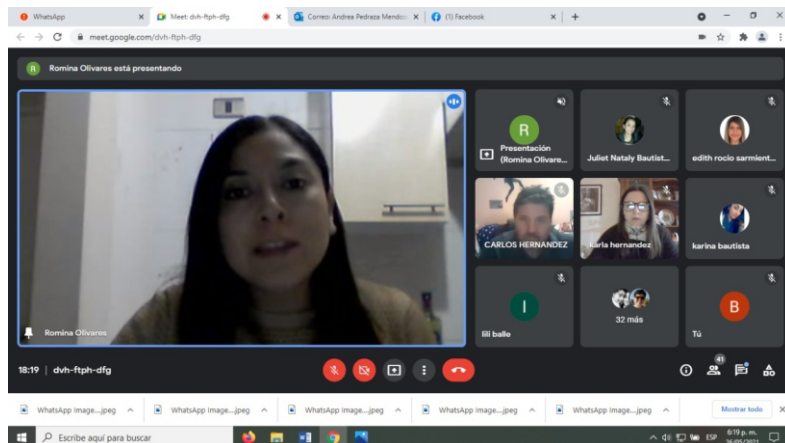 WhatsApp
Meet: dvh-ftph-dfg
Correo: Andrea Pedraza Mendoz
(1) Facebook
meet.google.com/dvh-ftph-dfg
R Romina Olivares está presentando
R
Presentación
(Romina Olivare...
Juliet Nataly Bautist...
edith rocio sarmient...
CARLOS HERNANDEZ
karla hernandez
karina bautista
I
lili balle
32 más
B
Tú
Romina Olivares
18:19 | dvh-ftph-dfg
41
WhatsApp Image....jpeg
WhatsApp Image....jpeg
WhatsApp Image....jpeg
WhatsApp Image....jpeg
WhatsApp Image....jpeg
Mostrar todo
Escribe aquí para buscar
ESP
6:19 p. m.
26/05/2021